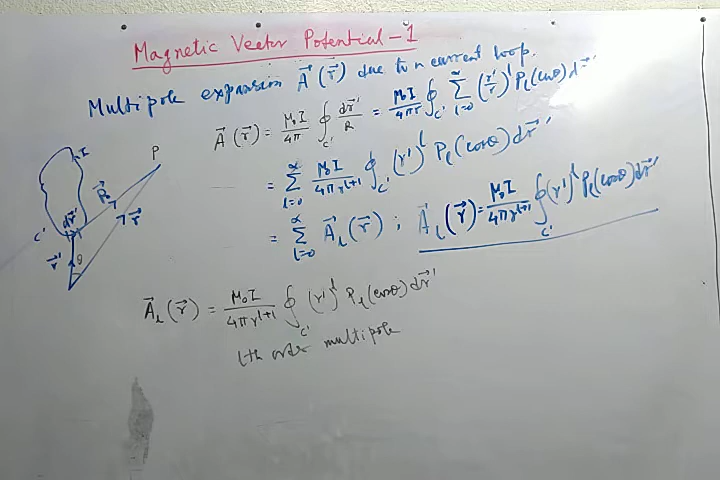 Magnetic Vector Potential-1
Multipole expansion A⃗(r⃗) due to a current loop.
A⃗(r⃗) = μ₀I/4π ∮_C' dr⃗'/R = μ₀I/4πr ∮_C' Σ_{l=0}^{∞} (r'/r)^l P_l(cosθ) dr⃗'
= Σ_{l=0}^{∞} μ₀I/4πr^{l+1} ∮_C' (r')^l P_l(cosθ) dr⃗'
= Σ_{l=0}^{∞} A⃗_l(r⃗) ; A⃗_l(r⃗) = μ₀I/4πr^{l+1} ∮_C' (r')^l P_l(cosθ) dr⃗'
I
P
R⃗
dr⃗'
r⃗
C'
r⃗'
θ
A⃗_l(r⃗) = μ₀I/4πr^{l+1} ∮_C' (r')^l P_l(cosθ) dr⃗'
lth order multipole